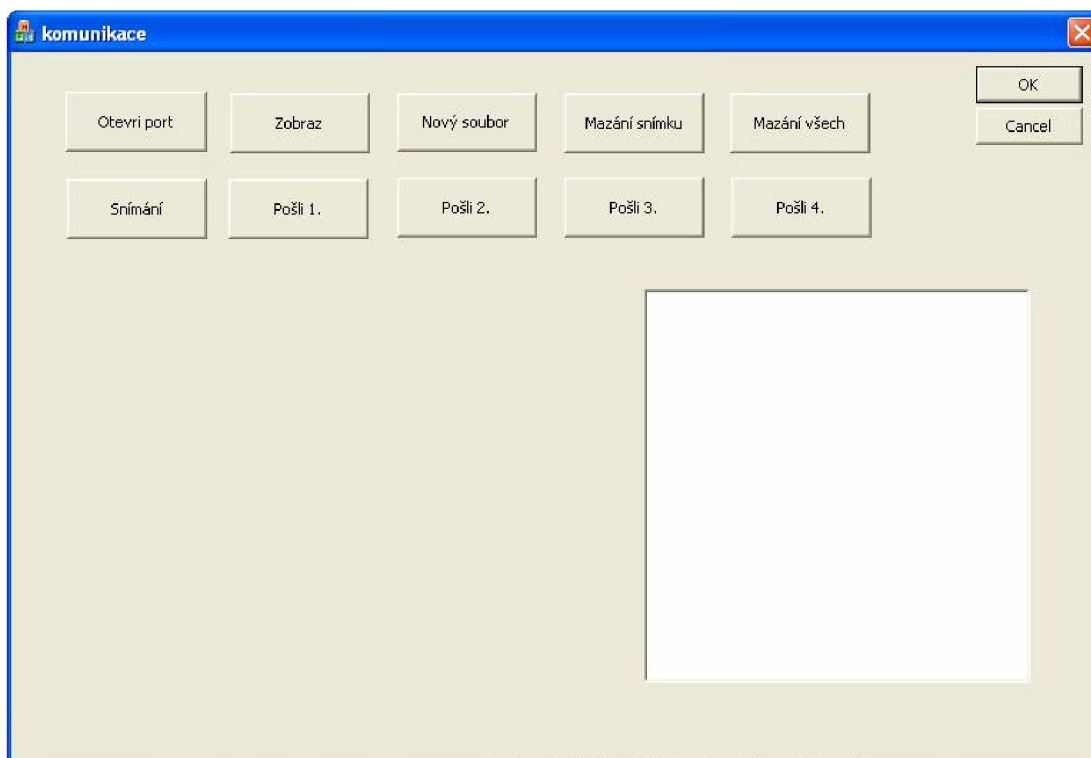 komunikace
OK
Otevri port Zobraz Nový soubor Mazání snímku Mazání všech
Cancel
Snímání Pošli 1. Pošli 2. Pošli 3. Pošli 4.